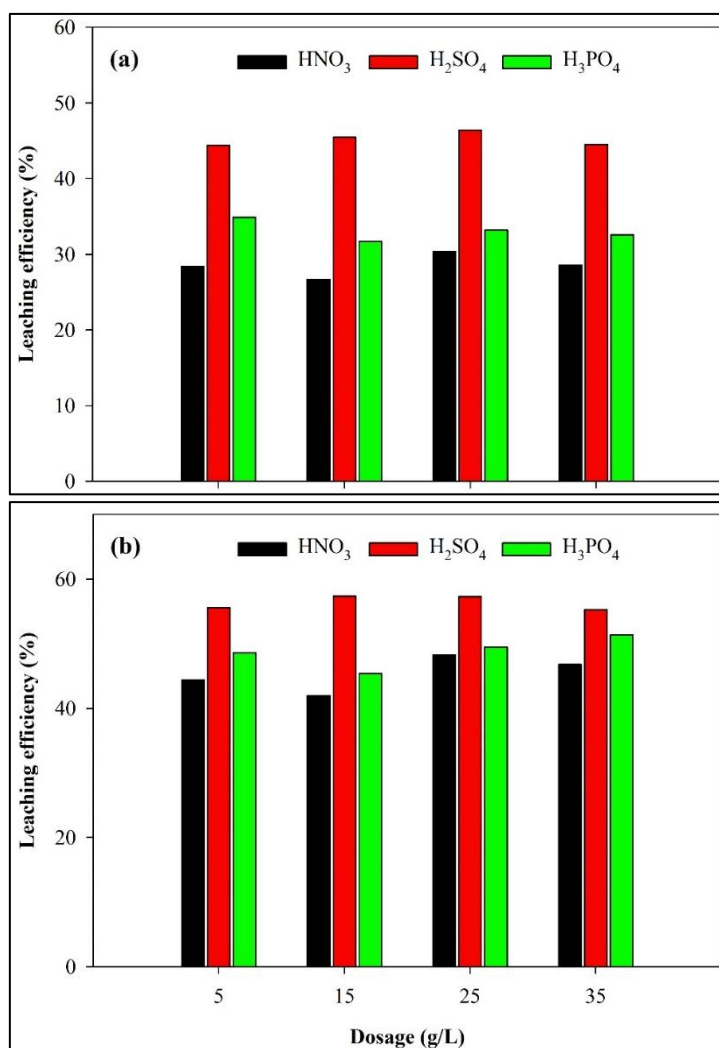 (a) HNO₃ H₂SO₄ H₃PO₄
Leaching efficiency (%)
60
50
40
30
20
10
0
(b) HNO₃ H₂SO₄ H₃PO₄
Leaching efficiency (%)
60
40
20
0
5 15 25 35
Dosage (g/L)